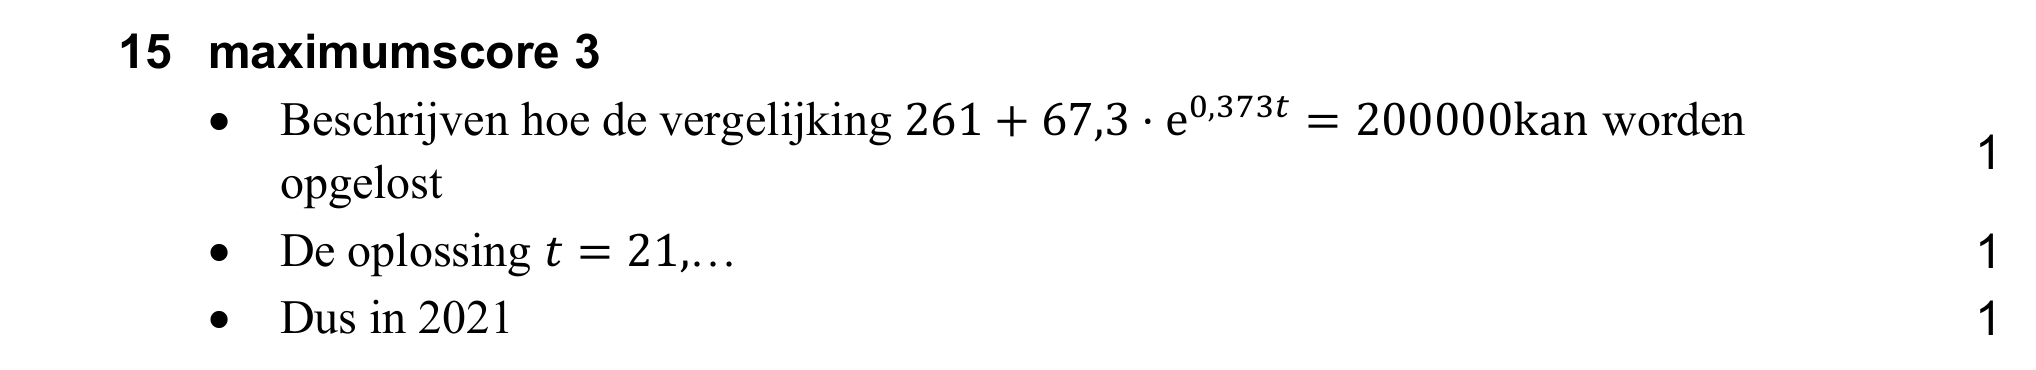 15 maximumscore 3
• Beschrijven hoe de vergelijking 261 + 67,3 · e^{0,373t} = 200000kan worden
opgelost 1
• De oplossing t = 21,… 1
• Dus in 2021 1